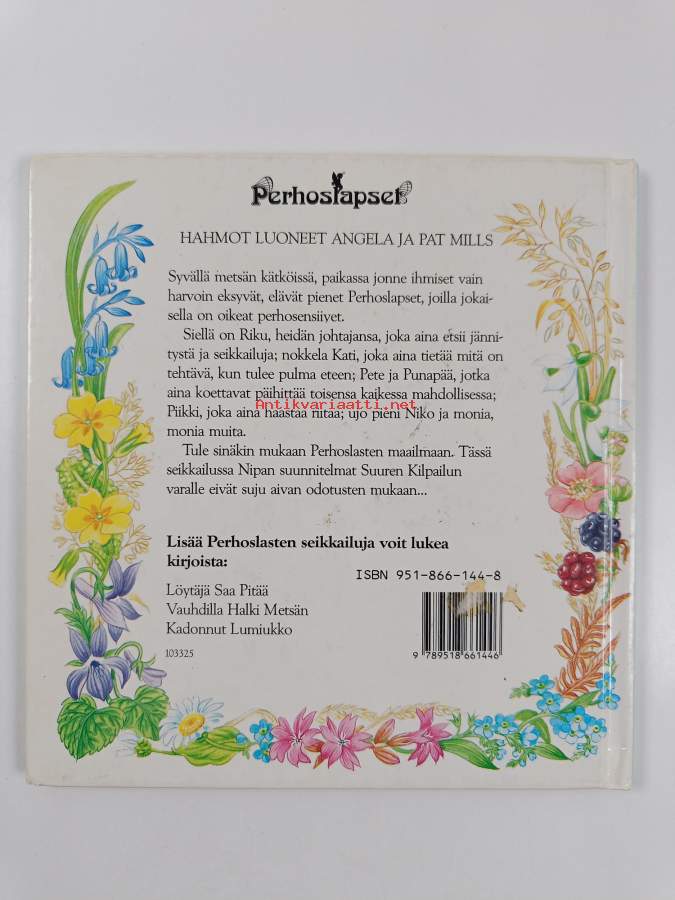 Perhoslapset
HAHMOT LUONEET ANGELA JA PAT MILLS
Syvällä metsän kätköissä, paikassa jonne ihmiset vain
harvoin eksyvät, elävät pienet Perhoslapset, joilla jokai-
sella on oikeat perhosensiivet.
Siellä on Riku, heidän johtajansa, joka aina etsii jänni-
tystä ja seikkailuja; nokkela Kati, joka aina tietää mitä on
tehtävä, kun tulee pulma eteen; Pete ja Punapää, jotka
aina koettavat päihittää toisensa kaikessa mahdollisessa;
Antikvariaatti.net
Piikki, joka aina haastaa riitaa; ujo pieni Niko ja monia,
monia muita.
Tule sinäkin mukaan Perhoslasten maailmaan. Tässä
seikkailussa Nipan suunnitelmat Suuren Kilpailun
varalle eivät suju aivan odotusten mukaan...
Lisää Perhoslasten seikkailuja voit lukea
kirjoista:
ISBN 951-866-144-8
Löytäjä Saa Pitää
Vauhdilla Halki Metsän
Kadonnut Lumiukko
103325
9 789518 661446